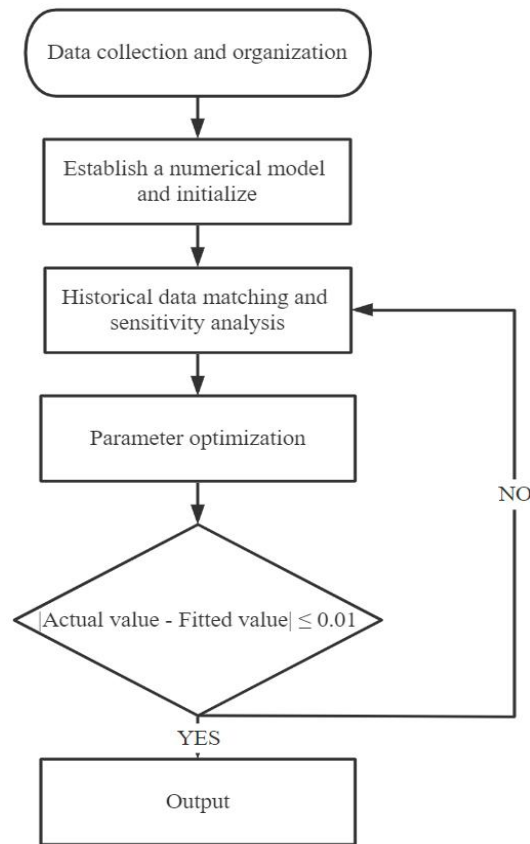 Data collection and organization
Establish a numerical model
and initialize
Historical data matching and
sensitivity analysis
Parameter optimization
NO
|Actual value - Fitted value| ≤ 0.01
YES
Output